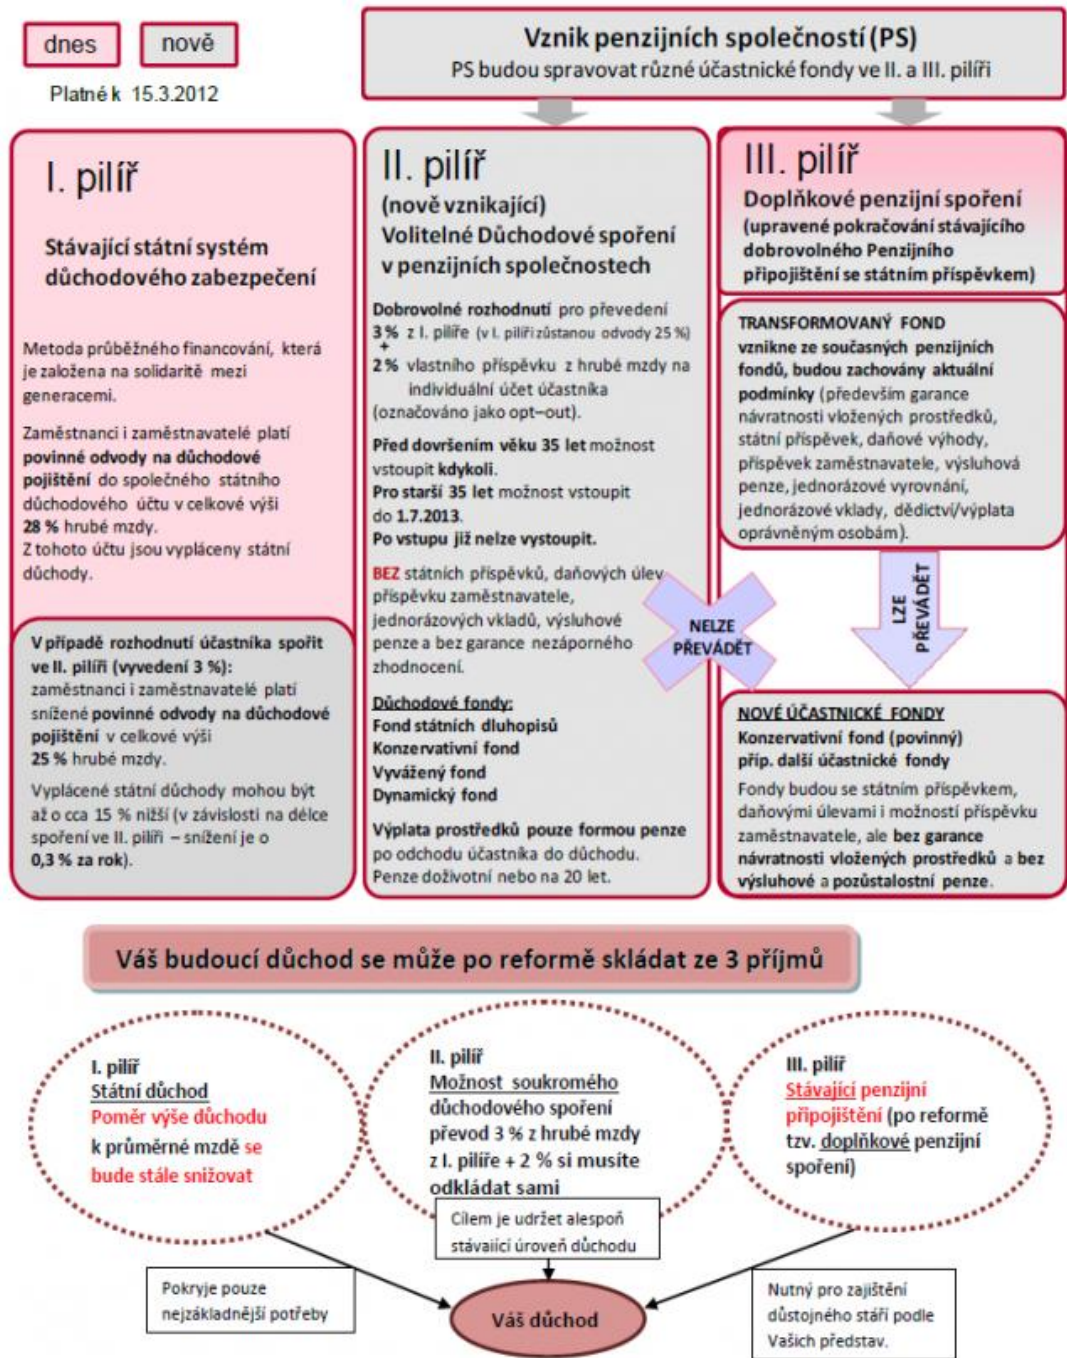 dnes
nově
Platné k 15.3.2012
Vznik penzijních společností (PS)
PS budou spravovat různé účastnické fondy ve II. a III. pilíři
I. pilíř
Stávající státní systém
důchodového zabezpečení
Metoda průběžného financování, která
je založena na solidaritě mezi
generacemi.
Zaměstnanci i zaměstnavatelé platí
povinné odvody na důchodové
pojištění do společného státního
důchodového účtu v celkové výši
28 % hrubé mzdy.
Z tohoto účtu jsou vypláceny státní
důchody.
V případě rozhodnutí účastníka spořit
ve II. pilíři (vyvedení 3 %):
zaměstnanci i zaměstnavatelé platí
snížené povinné odvody na důchodové
pojištění v celkové výši
25 % hrubé mzdy.
Vyplácené státní důchody mohou být
až o cca 15 % nižší (v závislosti na délce
spoření ve II. pilíři – snížení je o
0,3 % za rok).
II. pilíř
(nově vznikající)
Volitelné Důchodové spoření
v penzijních společnostech
Dobrovolné rozhodnutí pro převedení
3 % z I. pilíře (v I. pilíři zůstanou odvody 25 %)
+
2 % vlastního příspěvku z hrubé mzdy na
individuální účet účastníka
(označováno jako opt–out).
Před dovršením věku 35 let možnost
vstoupit kdykoli.
Pro starší 35 let možnost vstoupit
do 1.7.2013.
Po vstupu již nelze vystoupit.
BEZ státních příspěvků, daňových úlev
příspěvku zaměstnavatele,
jednorázových vkladů, výsluhové
penze a bez garance nezáporného
zhodnocení.
Důchodové fondy:
Fond státních dluhopisů
Konzervativní fond
Vyvážený fond
Dynamický fond
Výplata prostředků pouze formou penze
po odchodu účastníka do důchodu.
Penze doživotní nebo na 20 let.
NELZE
PŘEVÁDĚT
III. pilíř
Doplňkové penzijní spoření
(upravené pokračování stávajícího
dobrovolného Penzijního
připojištění se státním příspěvkem)
TRANSFORMOVANÝ FOND
vznikne ze současných penzijních
fondů, budou zachovány aktuální
podmínky (především garance
návratnosti vložených prostředků,
státní příspěvek, daňové výhody,
příspěvek zaměstnavatele, výsluhová
penze, jednorázové vyrovnání,
jednorázové vklady, dědictví/výplata
oprávněným osobám).
LZE
PŘEVÁDĚT
NOVÉ ÚČASTNICKÉ FONDY
Konzervativní fond (povinný)
příp. další účastnické fondy
Fondy budou se státním příspěvkem,
daňovými úlevami i možností příspěvku
zaměstnavatele, ale bez garance
návratnosti vložených prostředků a bez
výsluhové a pozůstalostní penze.
Váš budoucí důchod se může po reformě skládat ze 3 příjmů
I. pilíř
Státní důchod
Poměr výše důchodu
k průměrné mzdě se
bude stále snižovat
II. pilíř
Možnost soukromého
důchodového spoření
převod 3 % z hrubé mzdy
z I. pilíře + 2 % si musíte
odkládat sami
III. pilíř
Stávající penzijní
připojištění (po reformě
tzv. doplňkové penzijní
spoření)
Cílem je udržet alespoň
stávající úroveň důchodu
Pokryje pouze
nejzákladnější potřeby
Váš důchod
Nutný pro zajištění
důstojného stáří podle
Vašich představ.